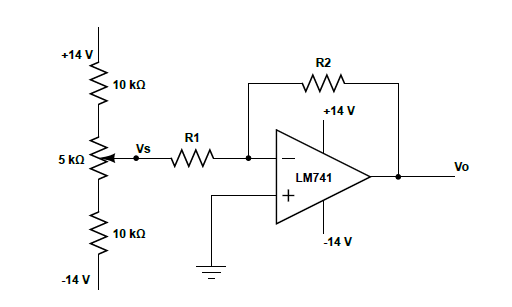 +14 V
R2
10 kΩ
+14 V
R1
Vs
5 kΩ
Vo
LM741
10 kΩ
-14 V
-14 V